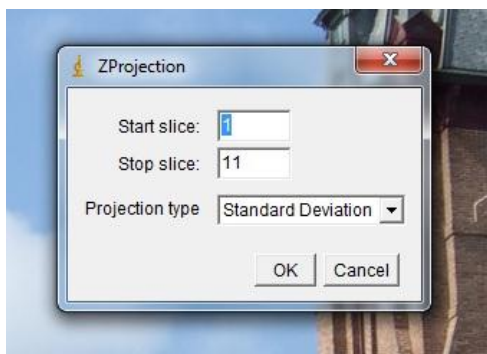 ZProjection
Start slice: 1
Stop slice: 11
Projection type Standard Deviation
OK Cancel